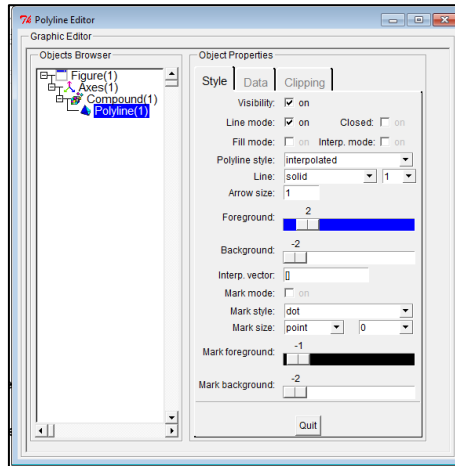 Polyline Editor
Graphic Editor
Objects Browser
Figure(1)
Axes(1)
Compound(1)
Polyline(1)
Object Properties
Style Data Clipping
Visibility: on
Line mode: on Closed: on
Fill mode: on Interp. mode: on
Polyline style: interpolated
Line: solid 1
Arrow size: 1
2
Foreground:
-2
Background:
Interp. vector: []
Mark mode: on
Mark style: dot
Mark size: point 0
-1
Mark foreground:
-2
Mark background:
Quit